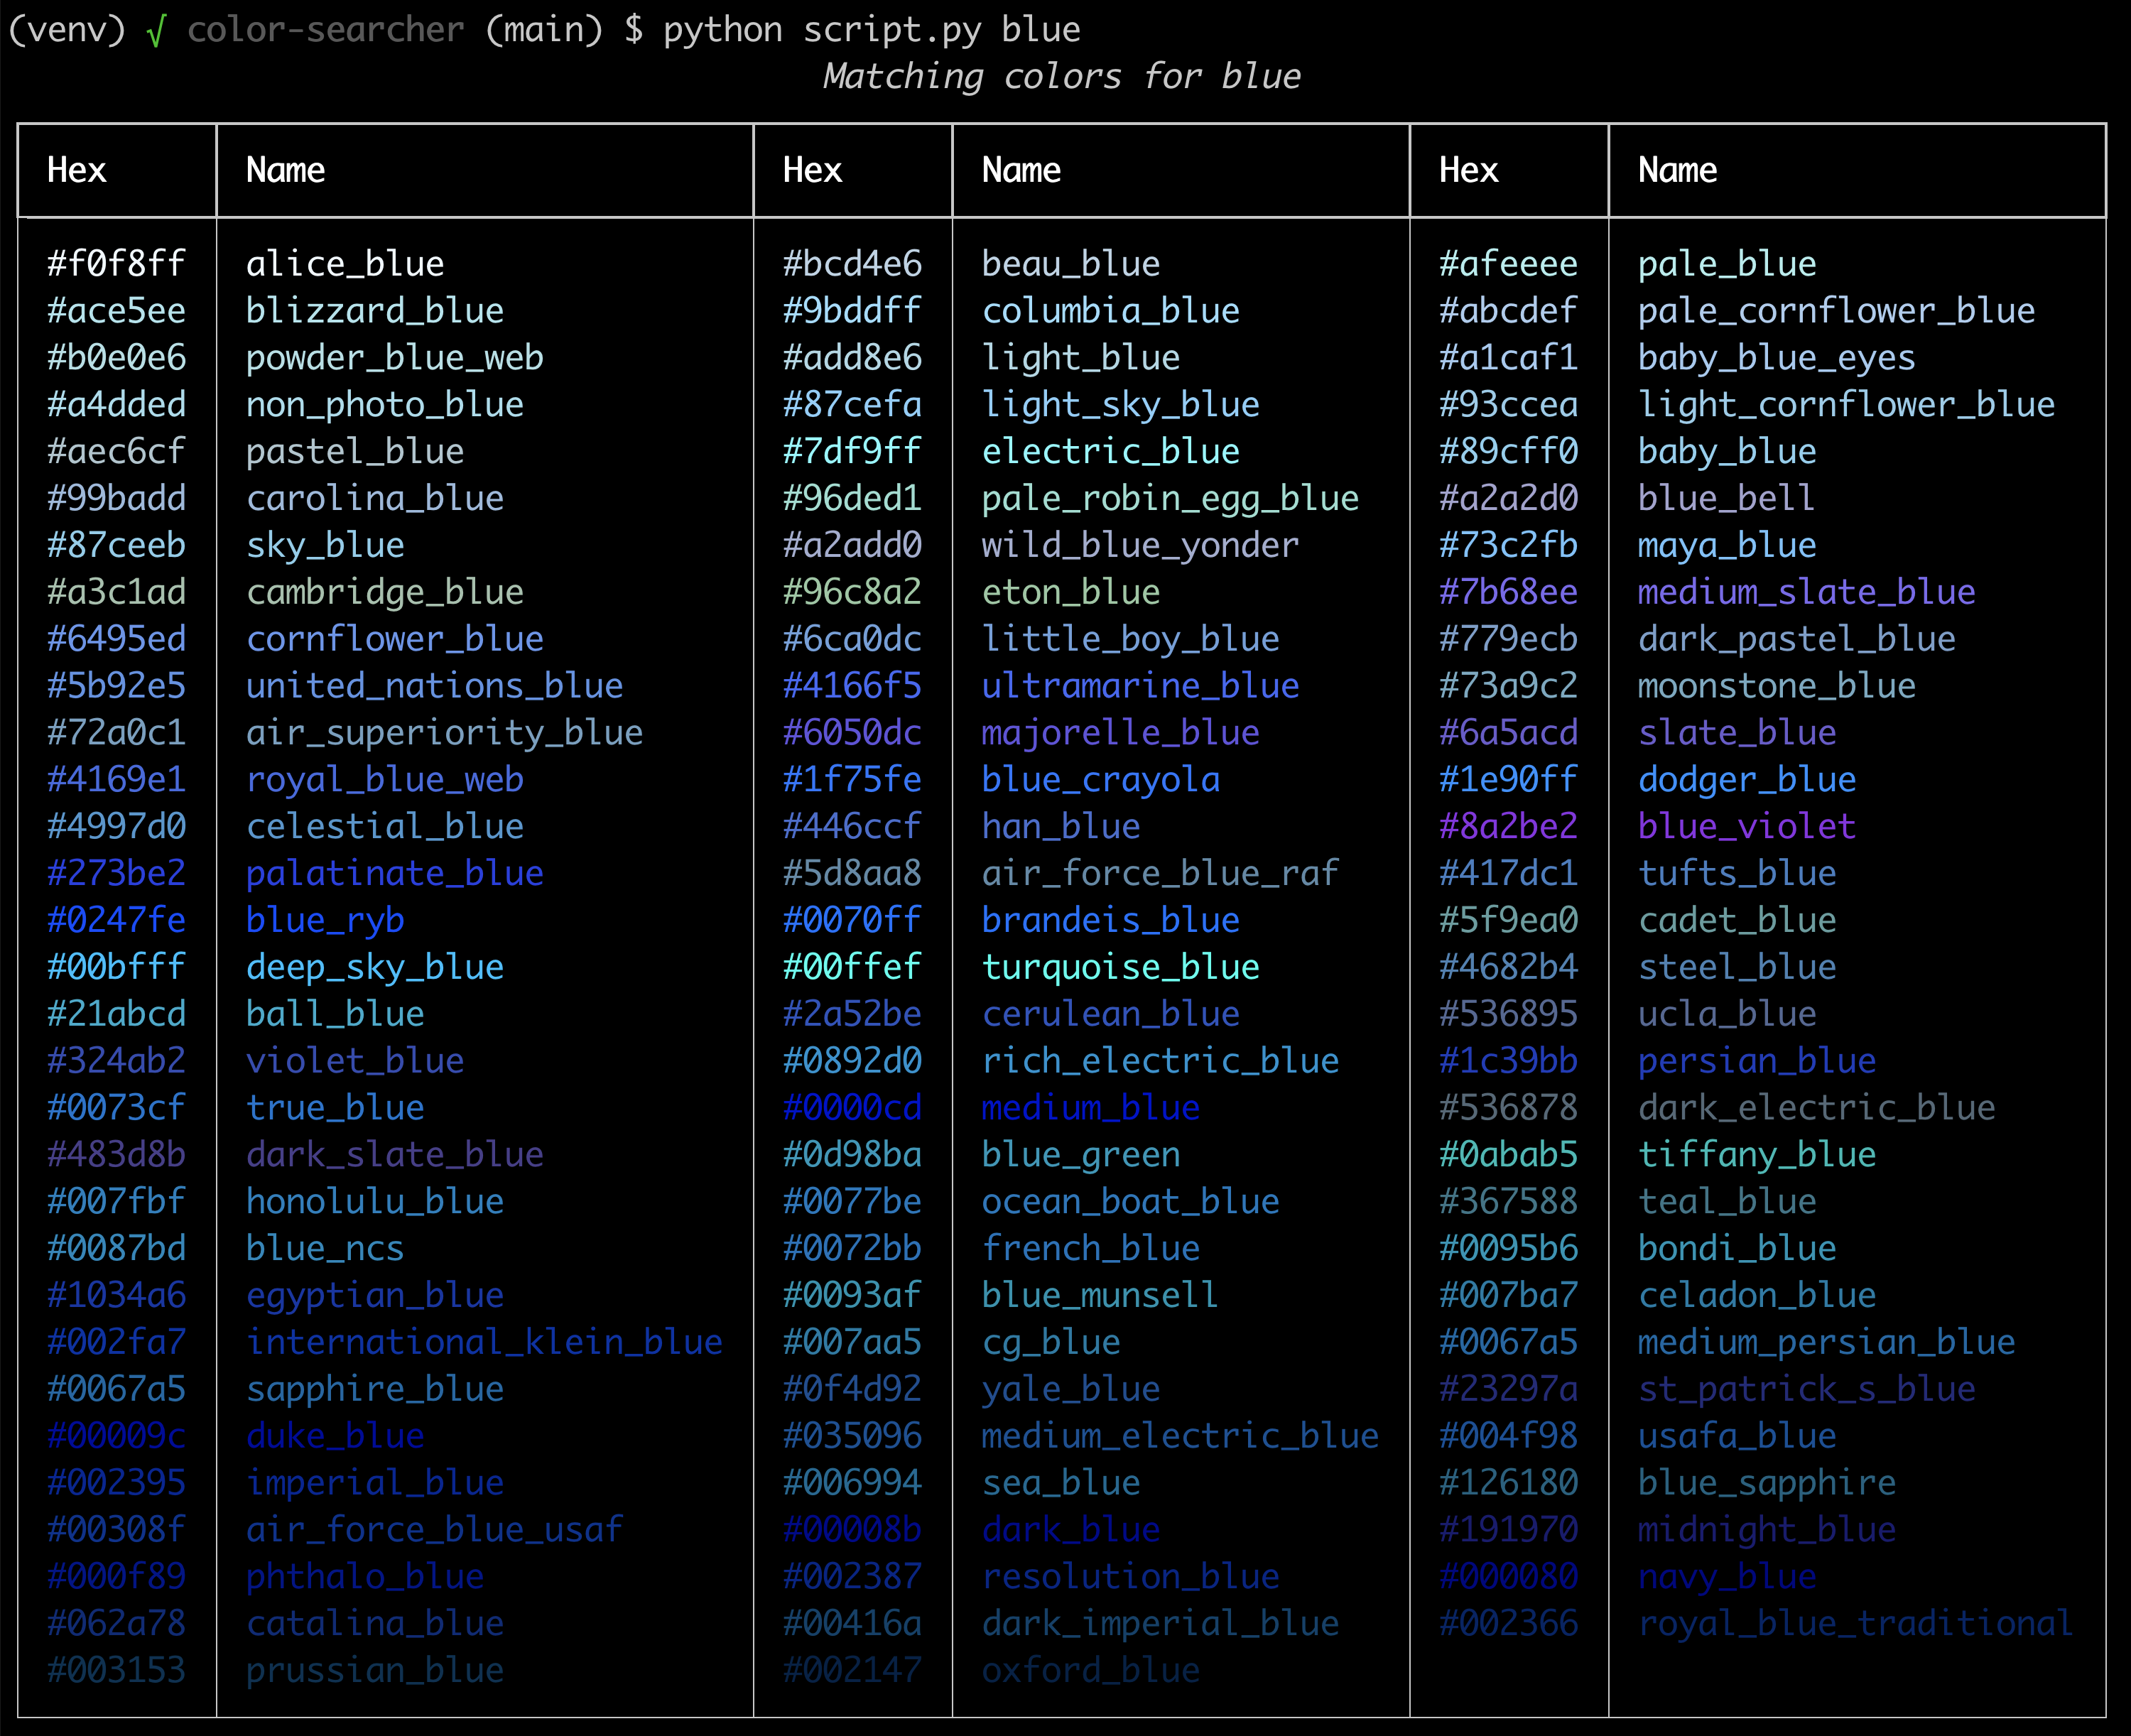 (venv) √ color-searcher (main) $ python script.py blue
Matching colors for blue
Hex Name Hex Name Hex Name
#f0f8ff alice_blue #bcd4e6 beau_blue #afeeee pale_blue
#ace5ee blizzard_blue #9bddff columbia_blue #abcdef pale_cornflower_blue
#b0e0e6 powder_blue_web #add8e6 light_blue #a1caf1 baby_blue_eyes
#a4dded non_photo_blue #87cefa light_sky_blue #93ccea light_cornflower_blue
#aec6cf pastel_blue #7df9ff electric_blue #89cff0 baby_blue
#99badd carolina_blue #96ded1 pale_robin_egg_blue #a2a2d0 blue_bell
#87ceeb sky_blue #a2add0 wild_blue_yonder #73c2fb maya_blue
#a3c1ad cambridge_blue #96c8a2 eton_blue #7b68ee medium_slate_blue
#6495ed cornflower_blue #6ca0dc little_boy_blue #779ecb dark_pastel_blue
#5b92e5 united_nations_blue #4166f5 ultramarine_blue #73a9c2 moonstone_blue
#72a0c1 air_superiority_blue #6050dc majorelle_blue #6a5acd slate_blue
#4169e1 royal_blue_web #1f75fe blue_crayola #1e90ff dodger_blue
#4997d0 celestial_blue #446ccf han_blue #8a2be2 blue_violet
#273be2 palatinate_blue #5d8aa8 air_force_blue_raf #417dc1 tufts_blue
#0247fe blue_ryb #0070ff brandeis_blue #5f9ea0 cadet_blue
#00bfff deep_sky_blue #00ffef turquoise_blue #4682b4 steel_blue
#21abcd ball_blue #2a52be cerulean_blue #536895 ucla_blue
#324ab2 violet_blue #0892d0 rich_electric_blue #1c39bb persian_blue
#0073cf true_blue #0000cd medium_blue #536878 dark_electric_blue
#483d8b dark_slate_blue #0d98ba blue_green #0abab5 tiffany_blue
#007fbf honolulu_blue #0077be ocean_boat_blue #367588 teal_blue
#0087bd blue_ncs #0072bb french_blue #0095b6 bondi_blue
#1034a6 egyptian_blue #0093af blue_munsell #007ba7 celadon_blue
#002fa7 international_klein_blue #007aa5 cg_blue #0067a5 medium_persian_blue
#0067a5 sapphire_blue #0f4d92 yale_blue #23297a st_patrick_s_blue
#00009c duke_blue #035096 medium_electric_blue #004f98 usafa_blue
#002395 imperial_blue #006994 sea_blue #126180 blue_sapphire
#00308f air_force_blue_usaf #00008b dark_blue #191970 midnight_blue
#000f89 phthalo_blue #002387 resolution_blue #000080 navy_blue
#062a78 catalina_blue #00416a dark_imperial_blue #002366 royal_blue_traditional
#003153 prussian_blue #002147 oxford_blue